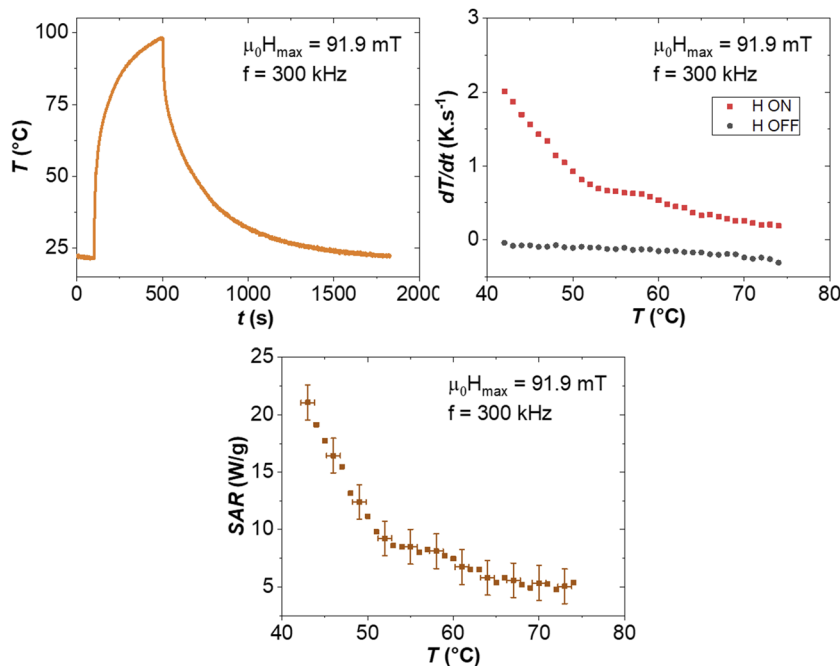 100
75
50
25
0
500
1000
1500
2000
T (°C)
t (s)
μ₀Hmax = 91.9 mT
f = 300 kHz
3
2
1
0
40
50
60
70
80
dT/dt (K.s⁻¹)
T (°C)
μ₀Hmax = 91.9 mT
f = 300 kHz
H ON
H OFF
25
20
15
10
5
40
50
60
70
80
SAR (W/g)
T (°C)
μ₀Hmax = 91.9 mT
f = 300 kHz